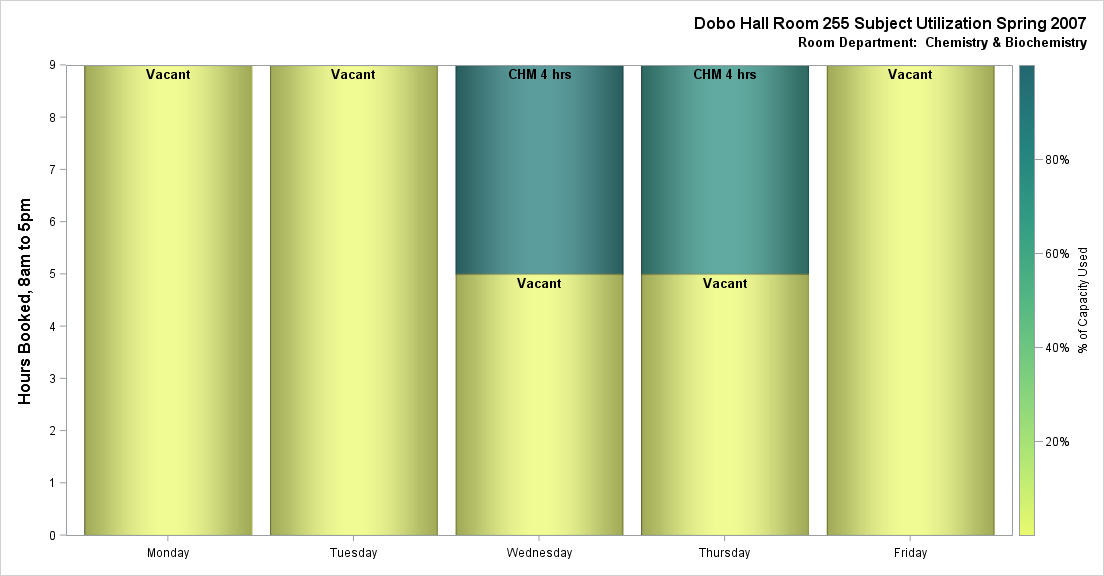 Dobo Hall Room 255 Subject Utilization Spring 2007
Room Department:  Chemistry & Biochemistry
Hours Booked, 8am to 5pm
9
8
7
6
5
4
3
2
1
0
Vacant
Vacant
CHM 4 hrs
CHM 4 hrs
Vacant
Vacant
Vacant
Monday
Tuesday
Wednesday
Thursday
Friday
80%
60%
40%
20%
% of Capacity Used